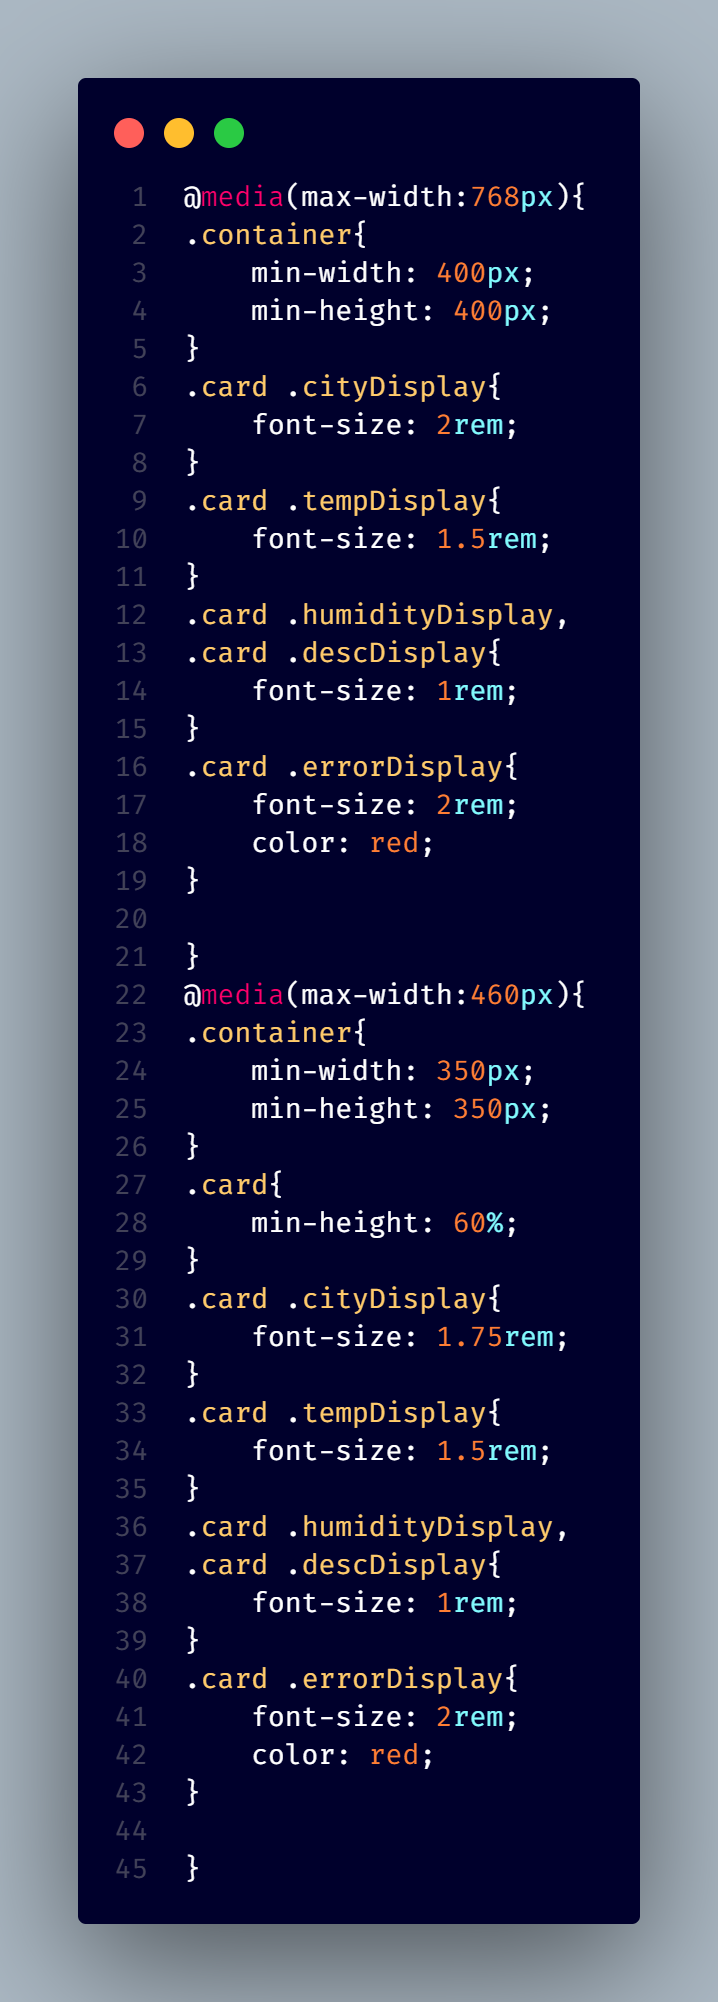 1 @media(max-width:768px){
2 .container{
3     min-width: 400px;
4     min-height: 400px;
5 }
6 .card .cityDisplay{
7     font-size: 2rem;
8 }
9 .card .tempDisplay{
10     font-size: 1.5rem;
11 }
12 .card .humidityDisplay,
13 .card .descDisplay{
14     font-size: 1rem;
15 }
16 .card .errorDisplay{
17     font-size: 2rem;
18     color: red;
19 }
20
21 }
22 @media(max-width:460px){
23 .container{
24     min-width: 350px;
25     min-height: 350px;
26 }
27 .card{
28     min-height: 60%;
29 }
30 .card .cityDisplay{
31     font-size: 1.75rem;
32 }
33 .card .tempDisplay{
34     font-size: 1.5rem;
35 }
36 .card .humidityDisplay,
37 .card .descDisplay{
38     font-size: 1rem;
39 }
40 .card .errorDisplay{
41     font-size: 2rem;
42     color: red;
43 }
44
45 }